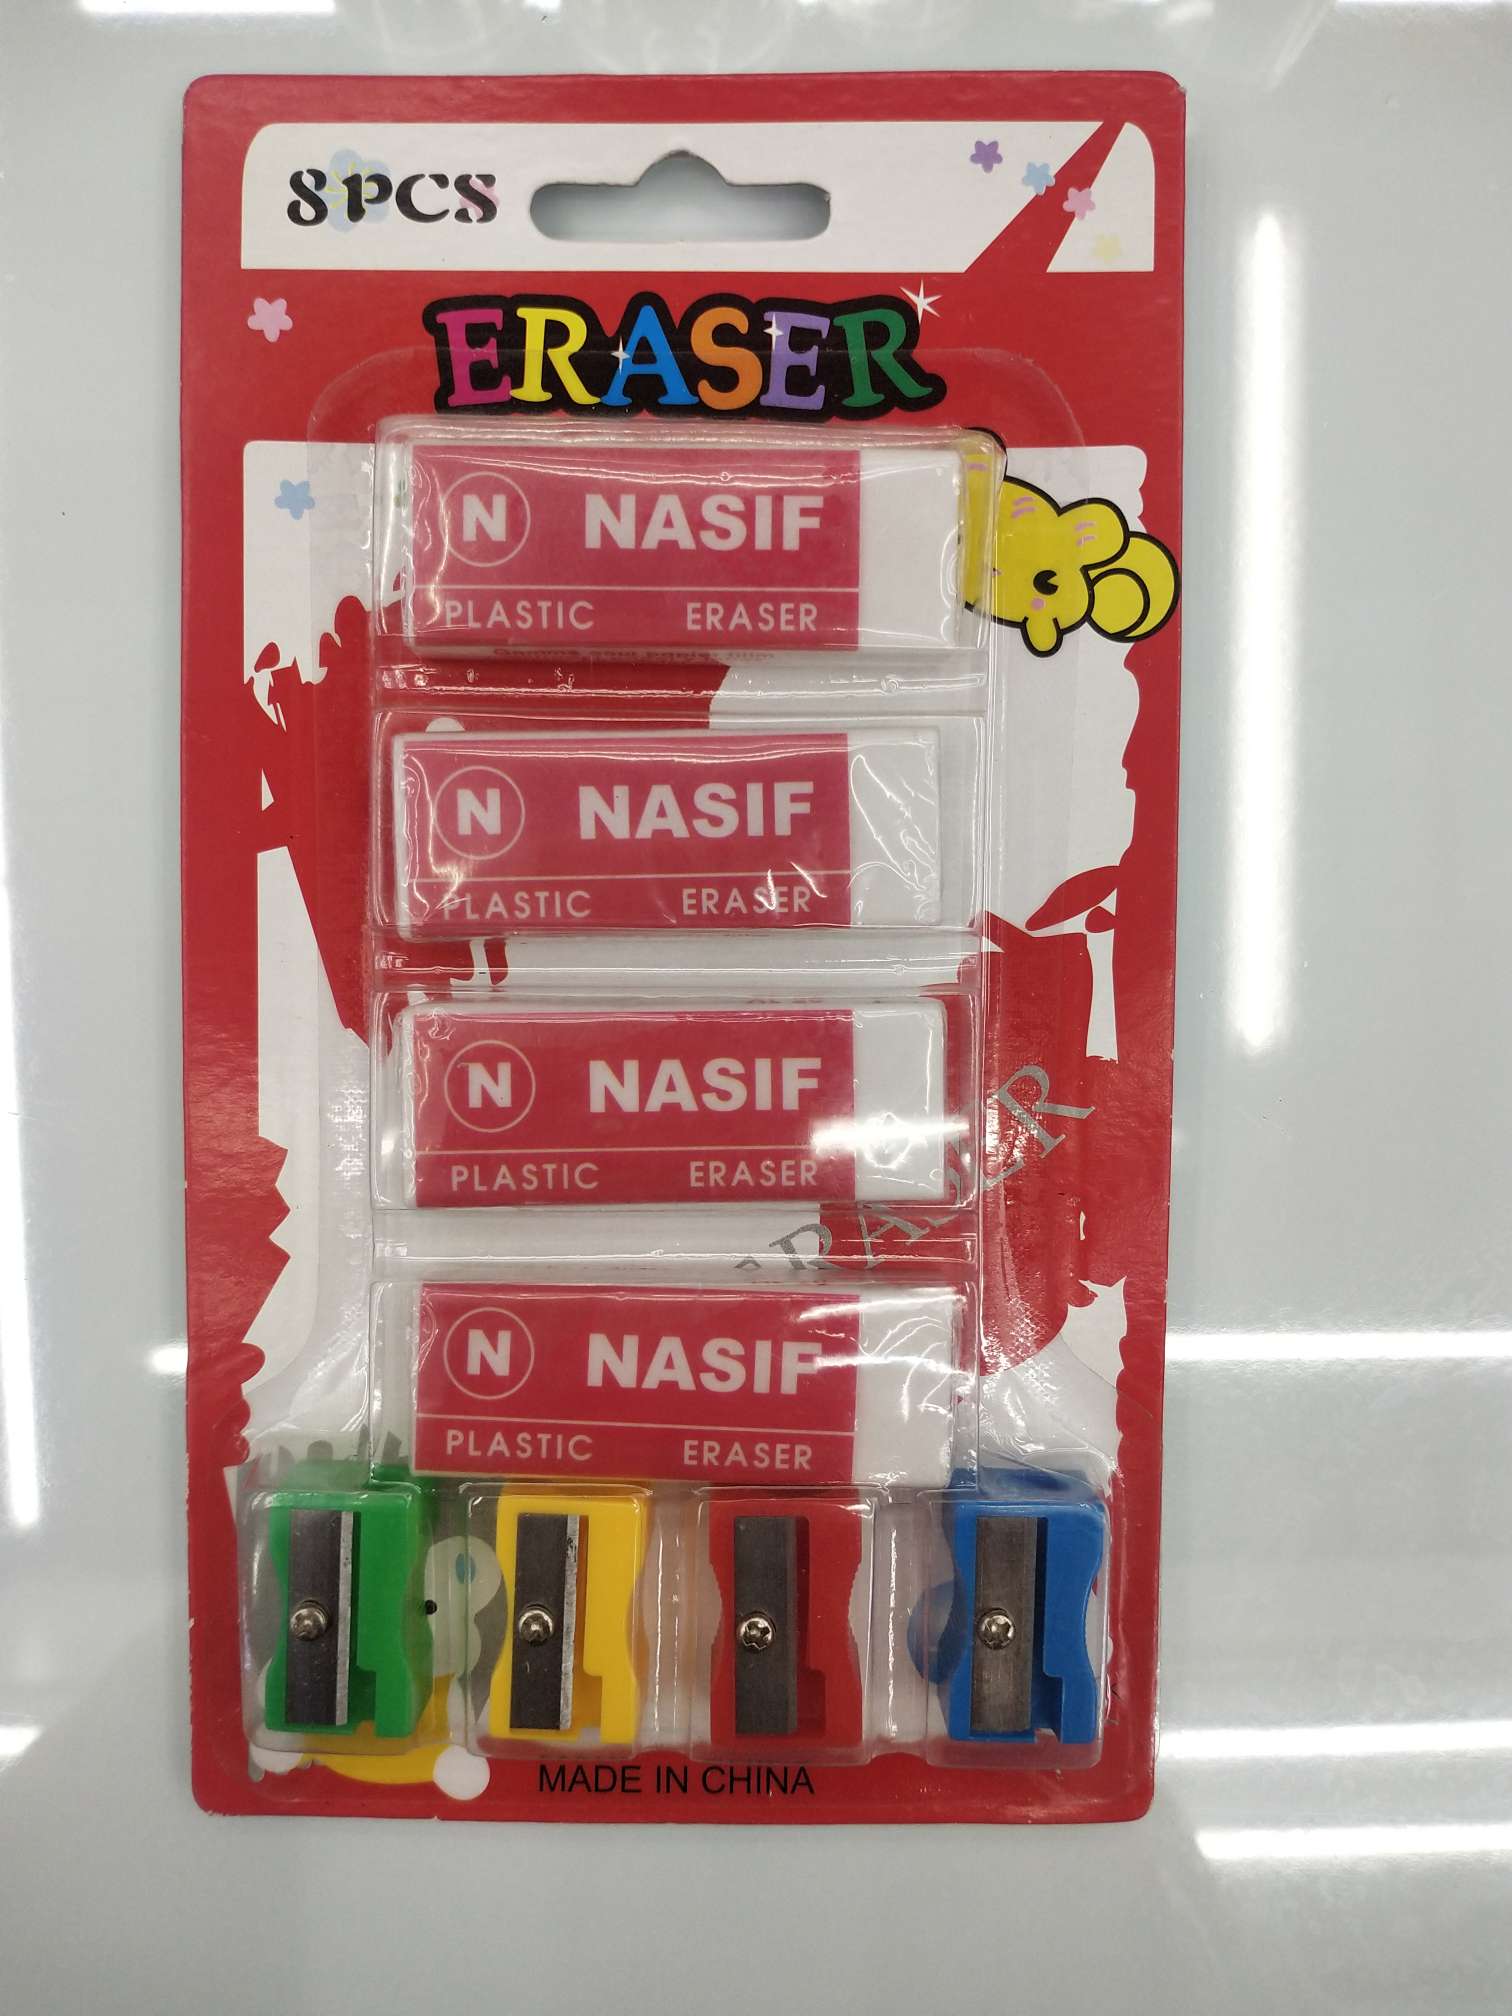 8PCS
ERASER
N NASIF
PLASTIC ERASER
N NASIF
PLASTIC ERASER
N NASIF
PLASTIC ERASER
N NASIF
PLASTIC ERASER
MADE IN CHINA